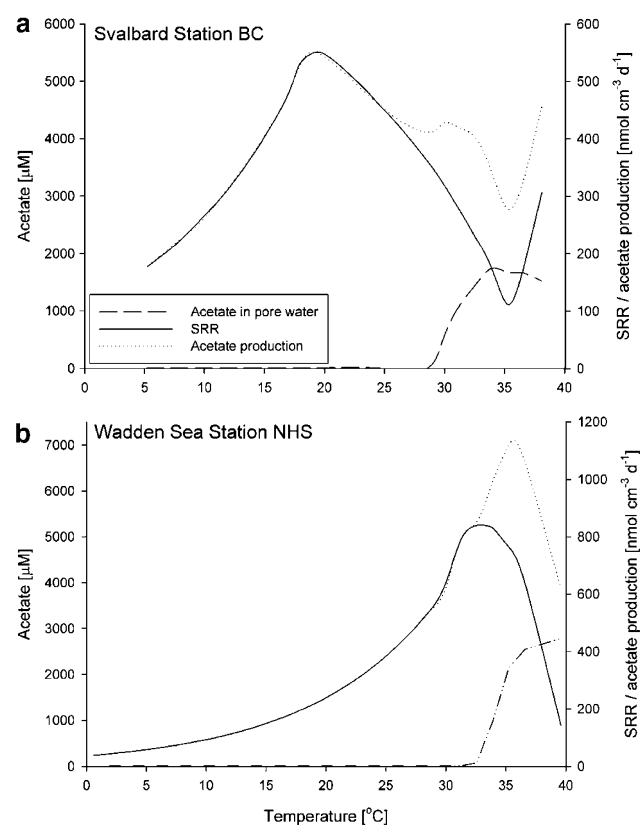 a
Svalbard Station BC
6000
5000
4000
3000
2000
1000
0
Acetate [µM]
600
500
400
300
200
100
0
SRR / acetate production [nmol cm⁻³ d⁻¹]
Acetate in pore water
SRR
Acetate production
0 5 10 15 20 25 30 35 40
b
Wadden Sea Station NHS
7000
6000
5000
4000
3000
2000
1000
0
Acetate [µM]
1200
1000
800
600
400
200
0
SRR / acetate production [nmol cm⁻³ d⁻¹]
0 5 10 15 20 25 30 35 40
Temperature [°C]